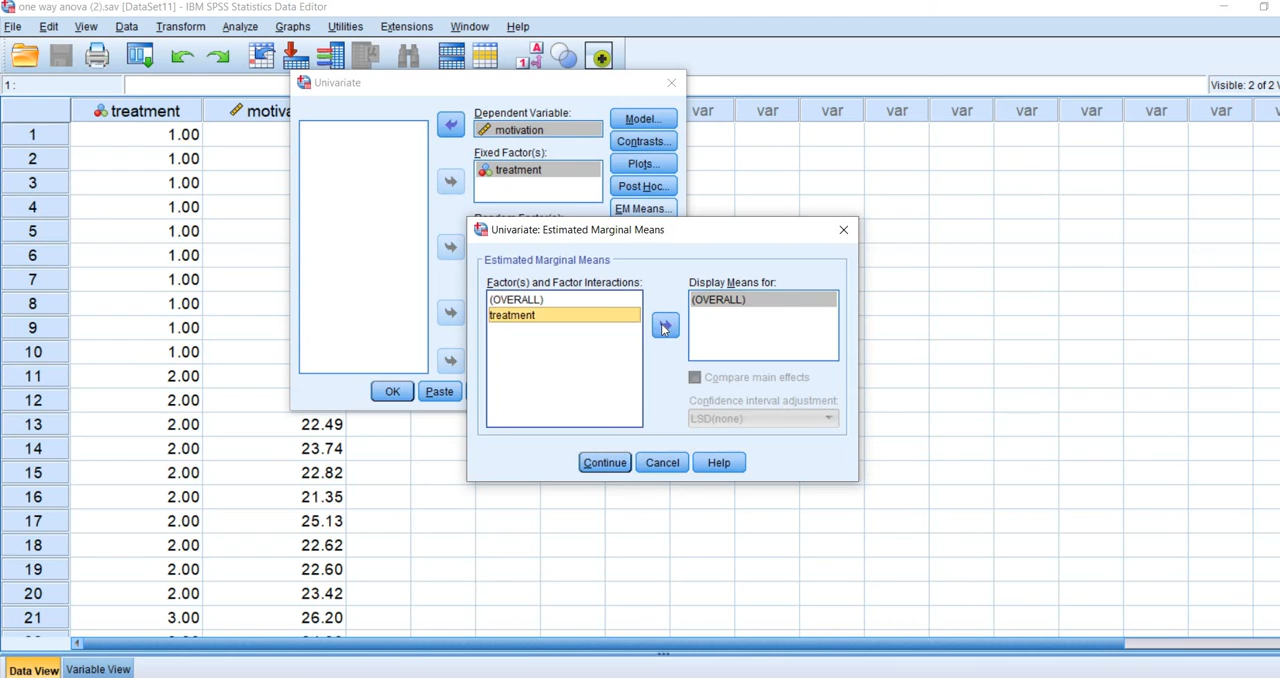 one way anova (2).sav [DataSet11] - IBM SPSS Statistics Data Editor
File Edit View Data Transform Analyze Graphs Utilities Extensions Window Help
1 :
Visible: 2 of 2 V
Univariate
Dependent Variable:
motivation
Fixed Factor(s):
treatment
Model...
Contrasts...
Plots...
Post Hoc...
EM Means...
OK Paste
Univariate: Estimated Marginal Means
Estimated Marginal Means
Factor(s) and Factor Interactions:
(OVERALL)
treatment
Display Means for:
(OVERALL)
Compare main effects
Confidence interval adjustment:
LSD(none)
Continue Cancel Help
treatment motiva var var var var var var var var var
1 1.00
2 1.00
3 1.00
4 1.00
5 1.00
6 1.00
7 1.00
8 1.00
9 1.00
10 1.00
11 2.00
12 2.00
13 2.00 22.49
14 2.00 23.74
15 2.00 22.82
16 2.00 21.35
17 2.00 25.13
18 2.00 22.62
19 2.00 22.60
20 2.00 23.42
21 3.00 26.20
Data View Variable View